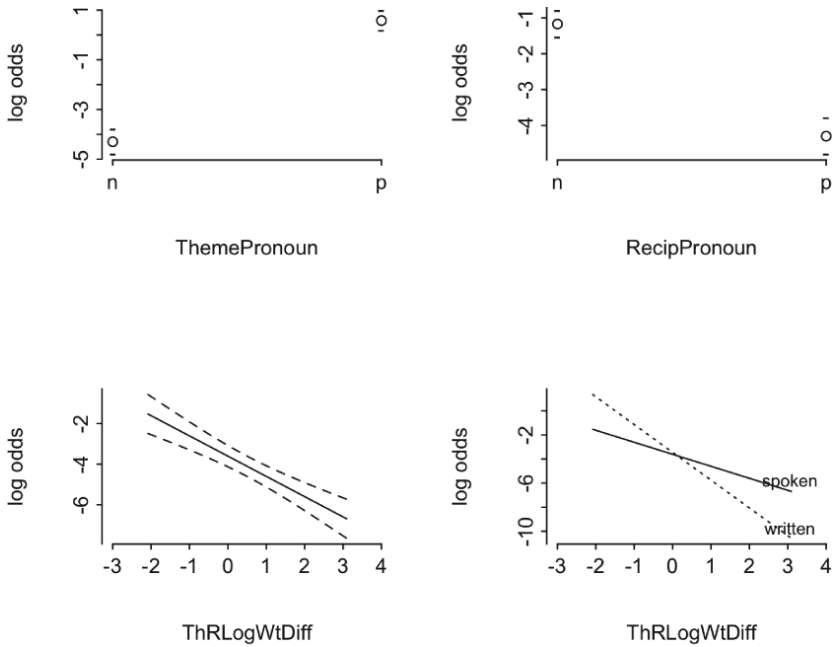 log odds
1
-1
-3
-5
n
p
ThemePronoun
log odds
-1
-2
-4
n
p
RecipPronoun
log odds
-2
-4
-6
-3 -2 -1 0 1 2 3 4
ThRLogWtDiff
log odds
-2
-6
-10
spoken
written
-3 -2 -1 0 1 2 3 4
ThRLogWtDiff